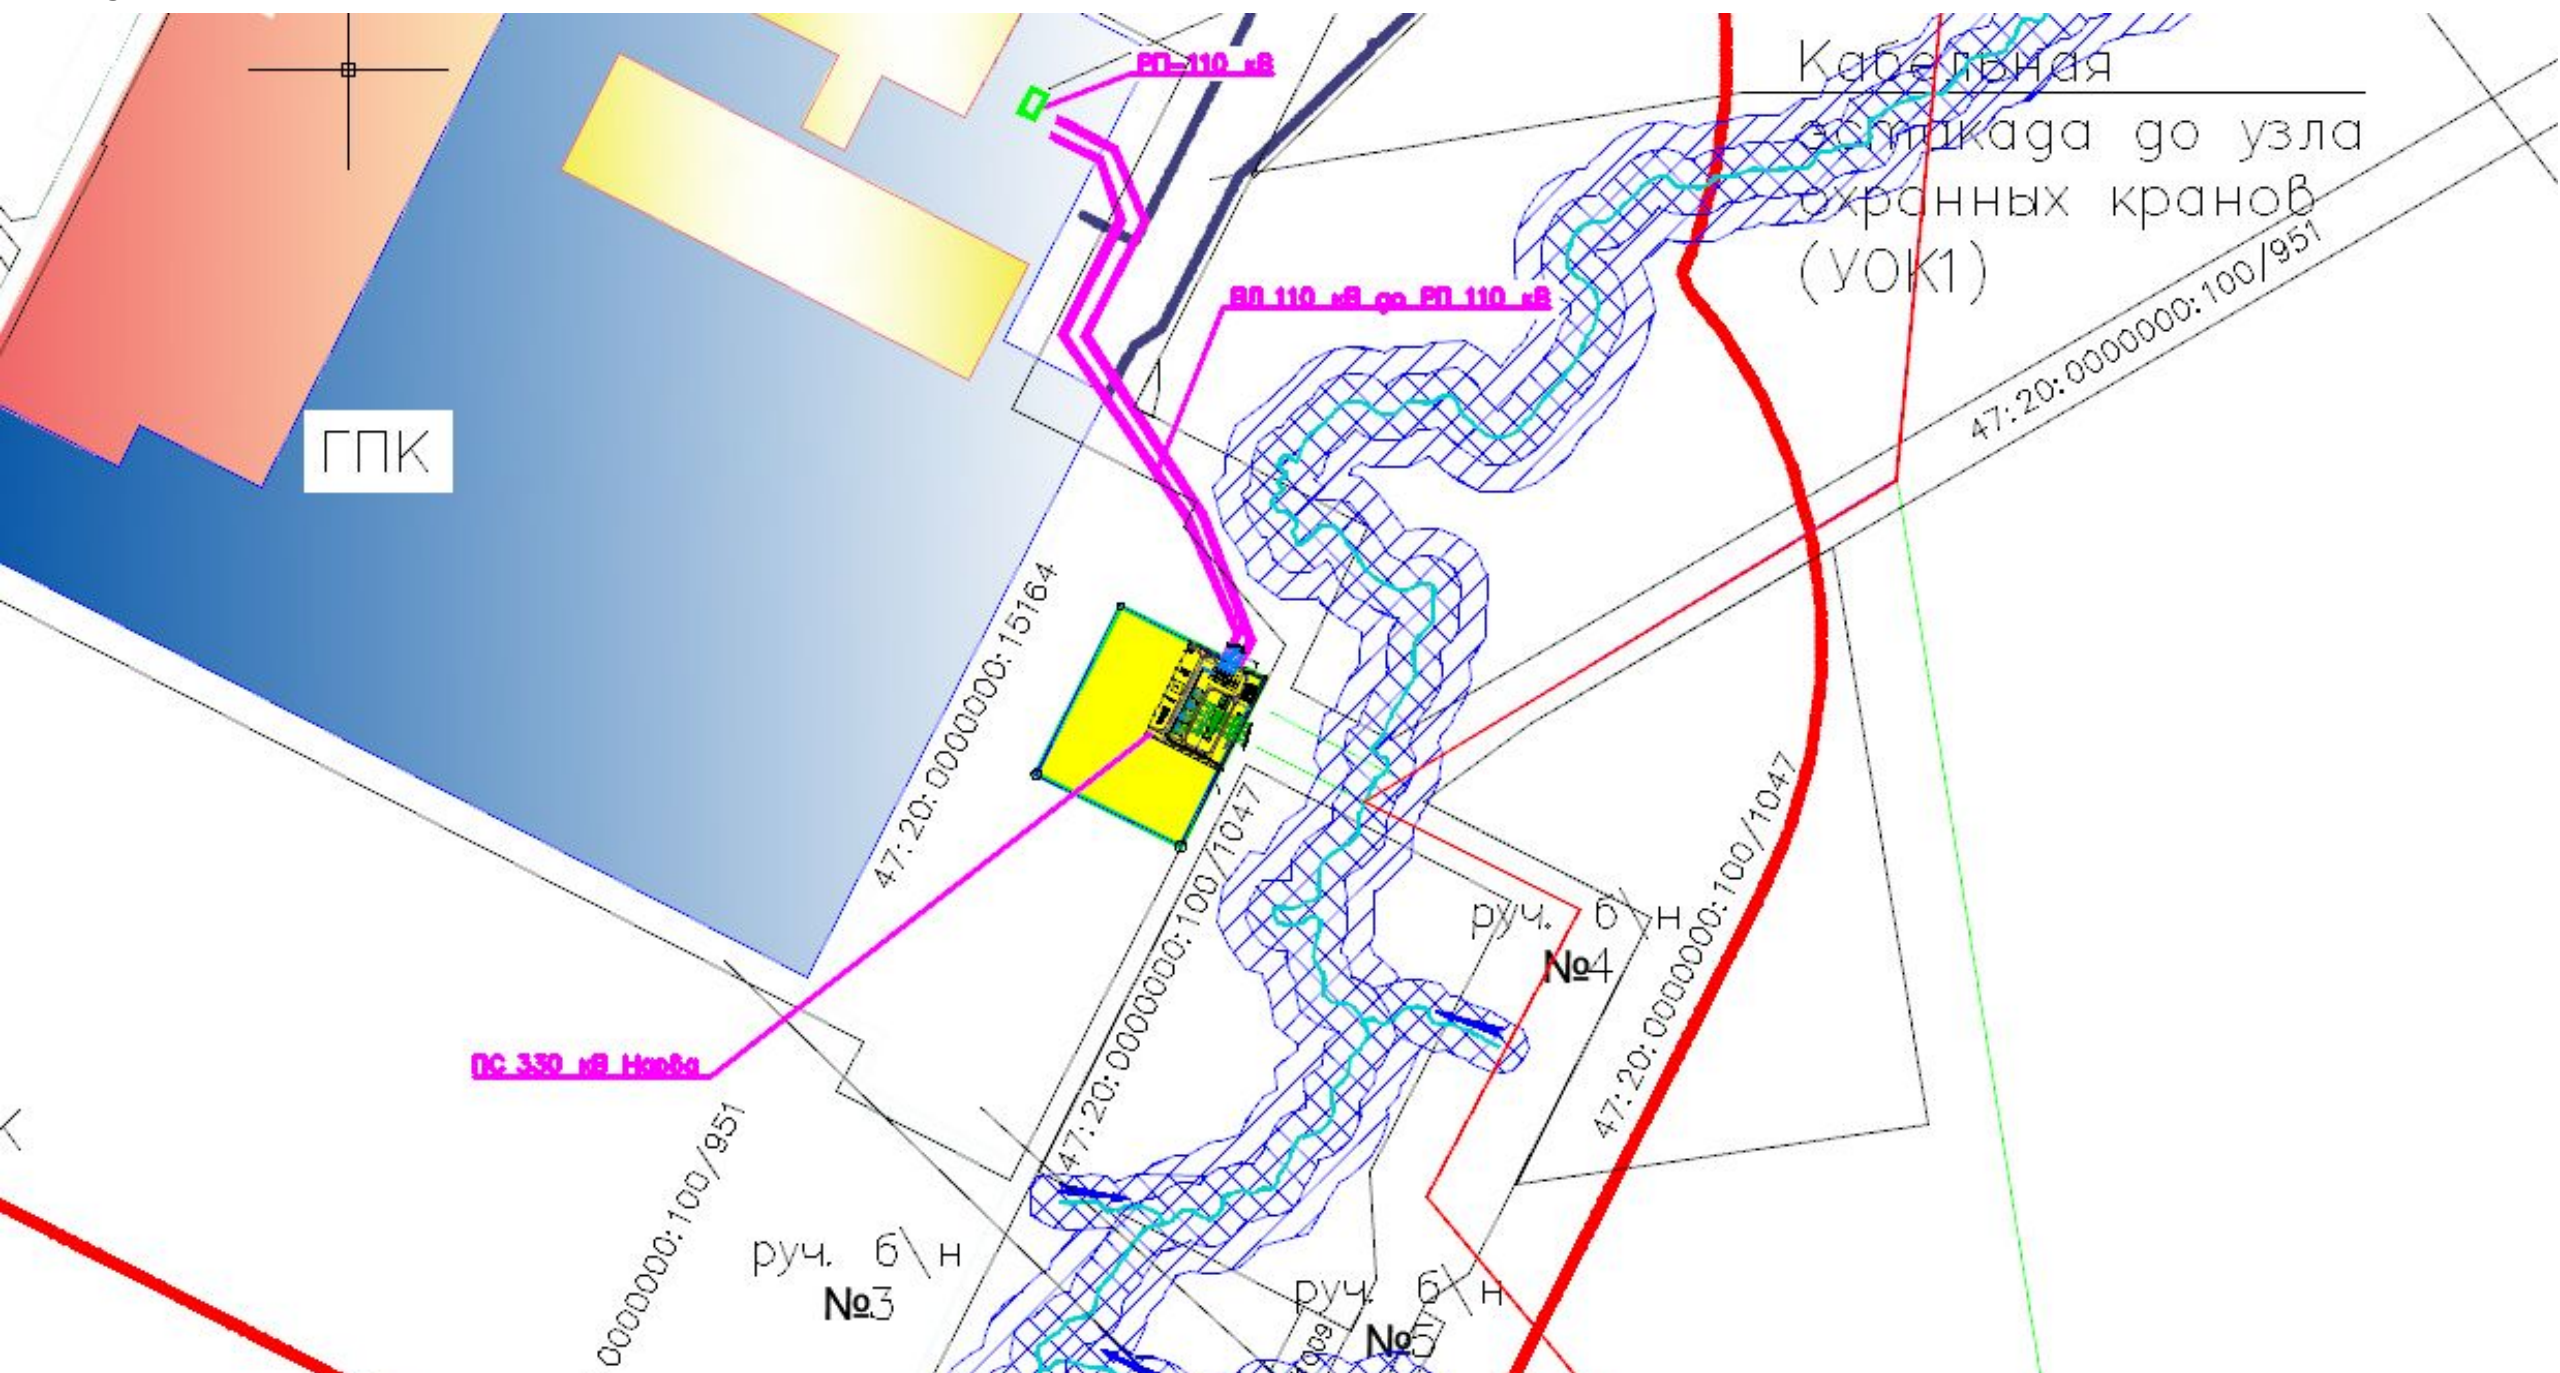 РП-110 кВ
Кабельная
эстакада до узла
охранных кранов
(УОК1)
ВЛ 110 кВ до РП 110 кВ
47:20:0000000:100/951
ГПК
47:20:0000000:15164
47:20:0000000:100/1047
47:20:0000000:100/1047
руч. б\н
№4
ПС 330 кВ Нарва
0000000:100/951
руч. б\н
№3
руч. б\н
№5